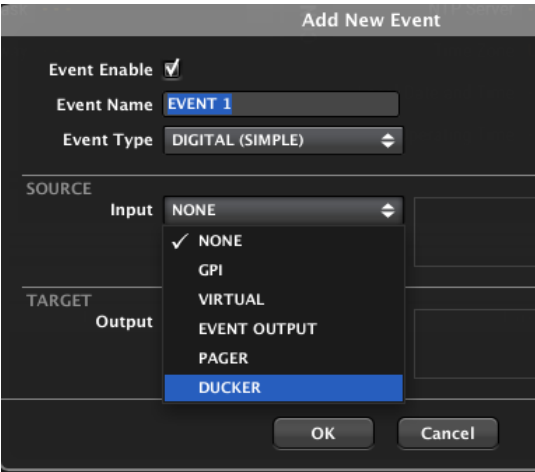 Add New Event
Event Enable
Event Name EVENT 1
Event Type DIGITAL (SIMPLE)
SOURCE
Input NONE
✓ NONE
GPI
VIRTUAL
TARGET
Output
EVENT OUTPUT
PAGER
DUCKER
OK Cancel